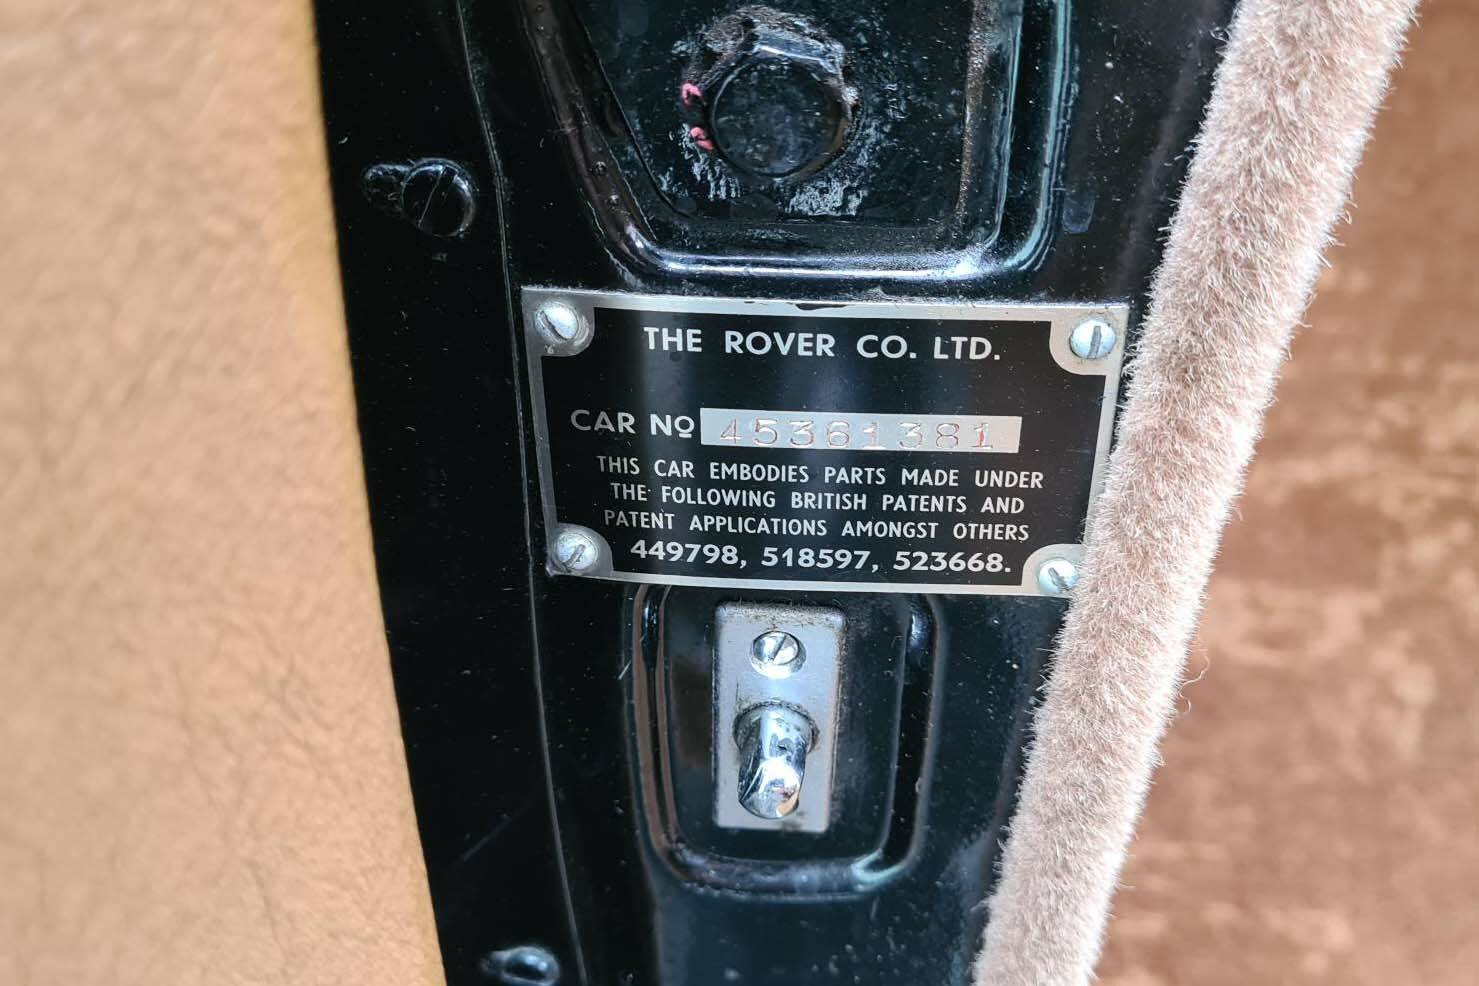 THE ROVER CO. LTD.
CAR Nº 45361381
THIS CAR EMBODIES PARTS MADE UNDER
THE FOLLOWING BRITISH PATENTS AND
PATENT APPLICATIONS AMONGST OTHERS
449798, 518597, 523668.